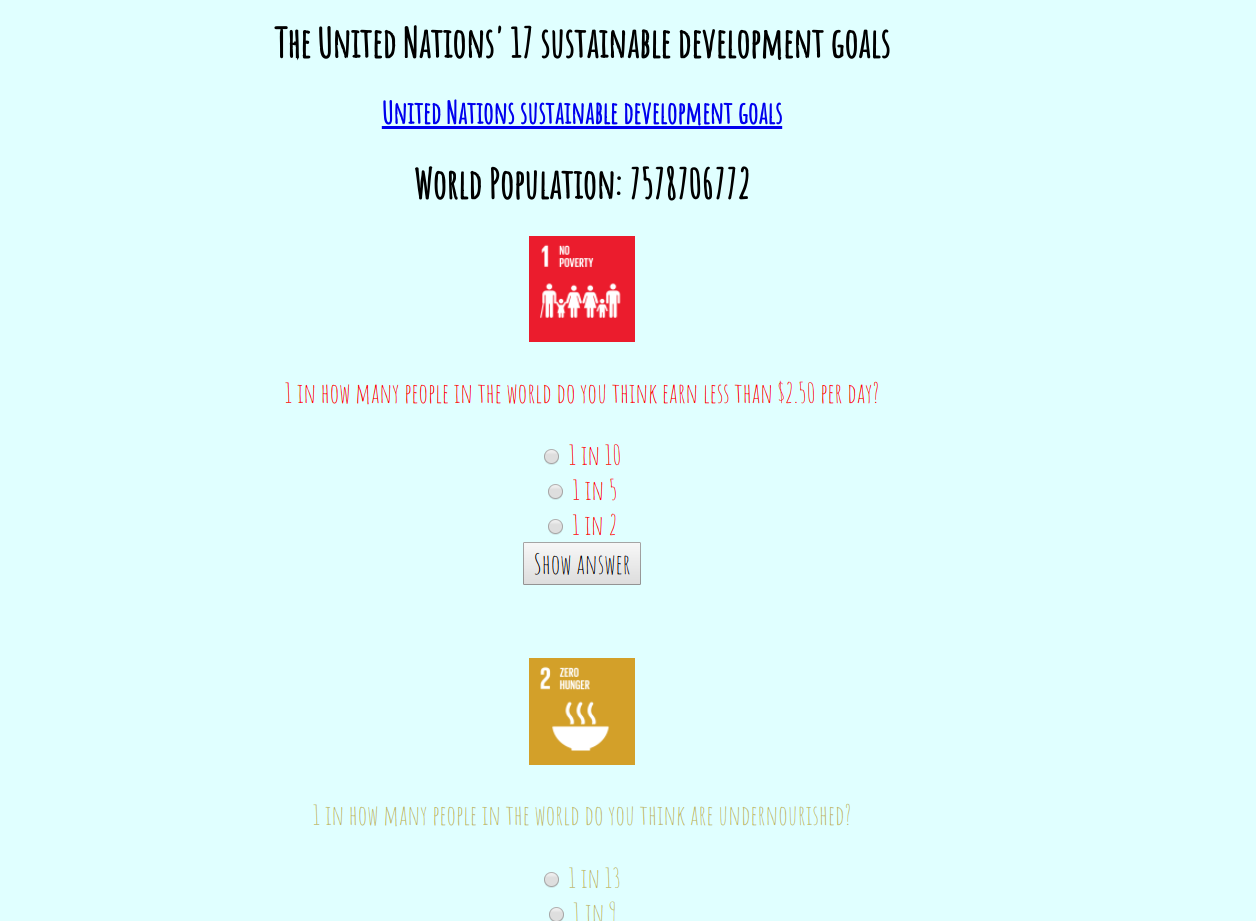 The United Nations' 17 sustainable development goals
United Nations sustainable development goals
World Population: 7578706772
1 NO
POVERTY
1 in how many people in the world do you think earn less than $2.50 per day?
1 in 10
1 in 5
1 in 2
Show answer
2 ZERO
HUNGER
1 in how many people in the world do you think are undernourished?
1 in 13
1 in 9